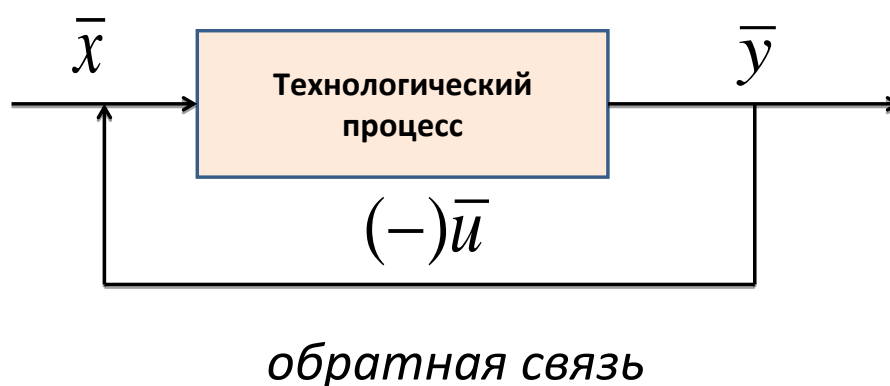 x̅
y̅
Технологический
процесс
(−)u̅
обратная связь